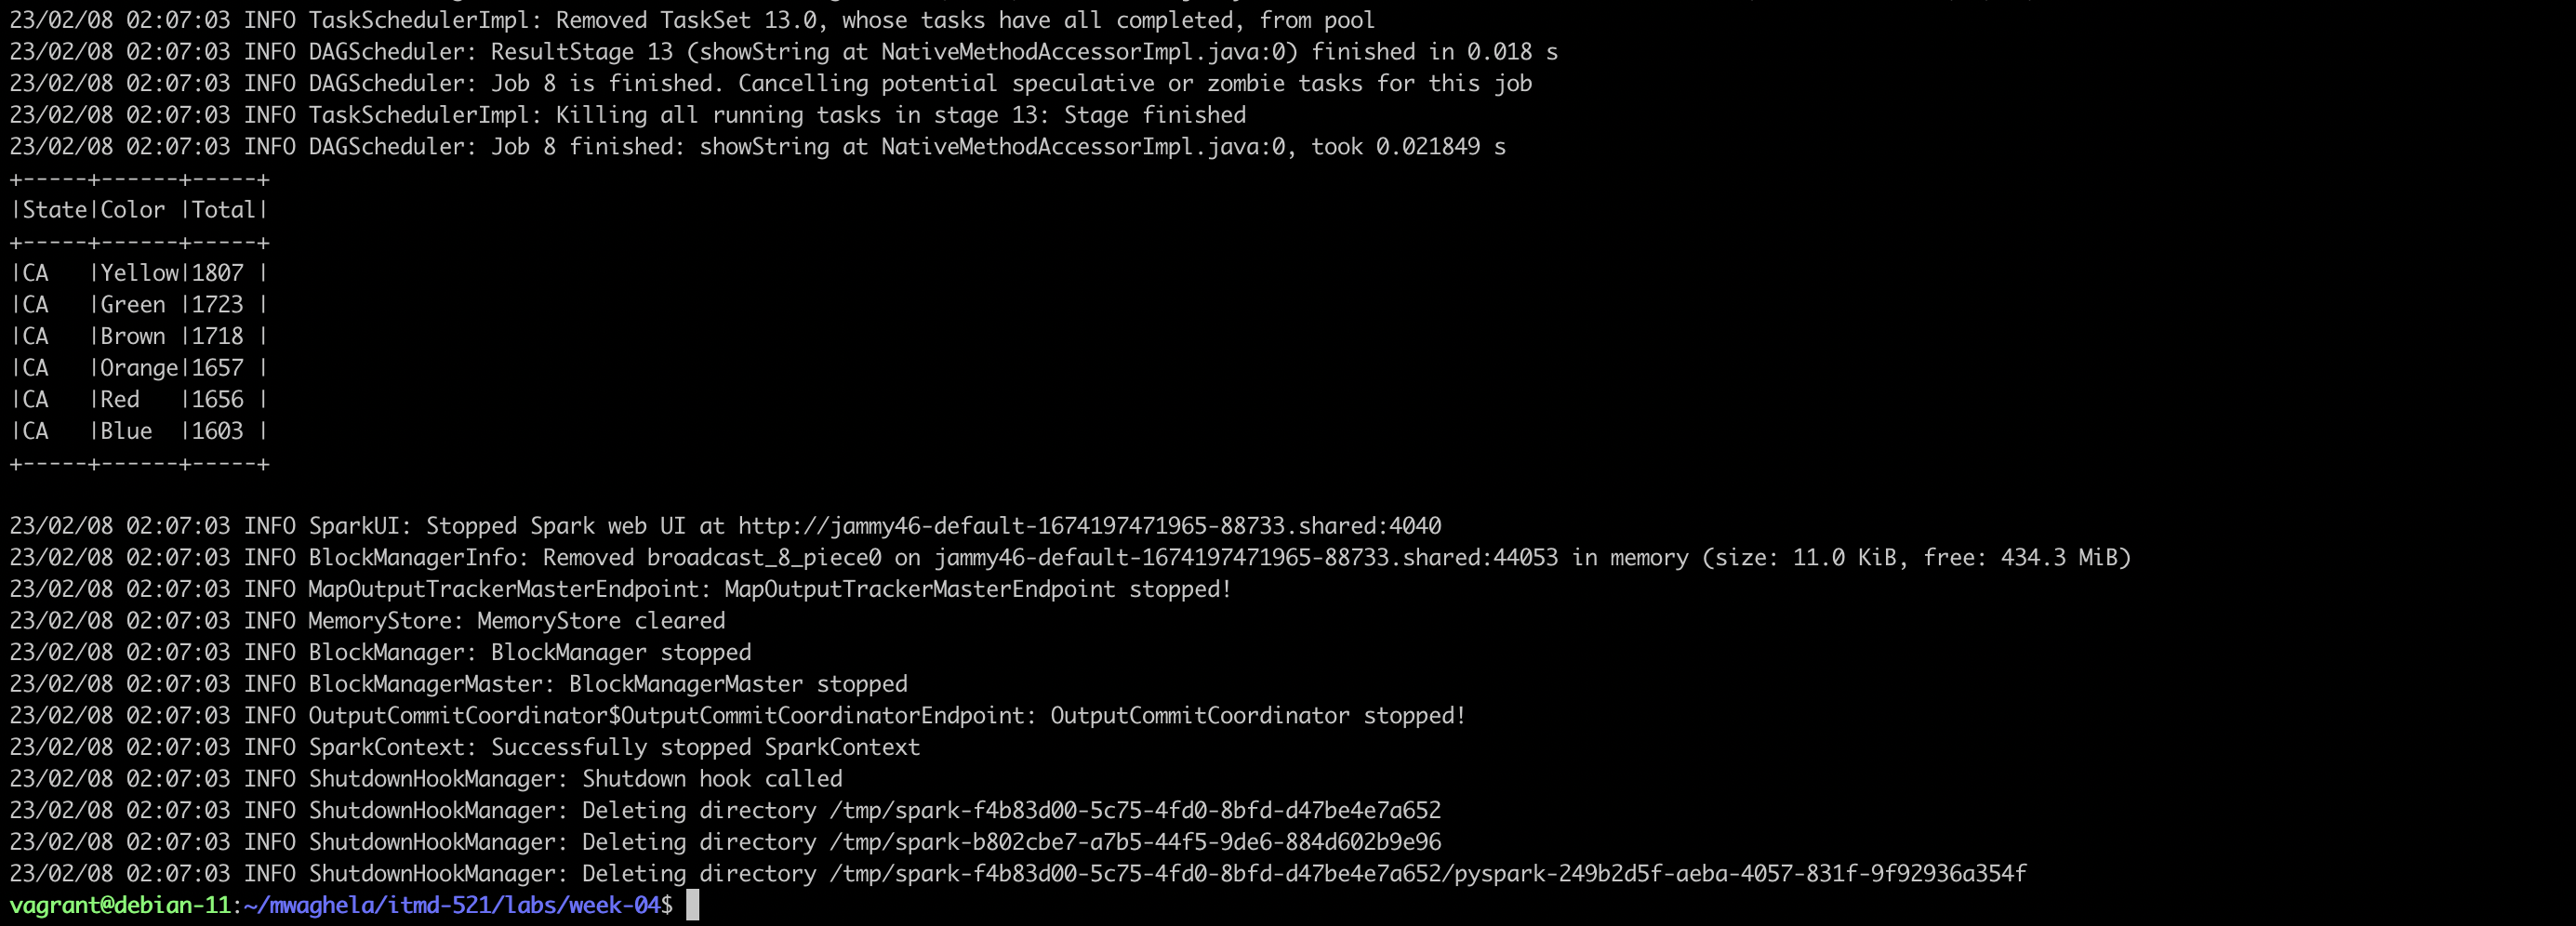 23/02/08 02:07:03 INFO TaskSchedulerImpl: Removed TaskSet 13.0, whose tasks have all completed, from pool
23/02/08 02:07:03 INFO DAGScheduler: ResultStage 13 (showString at NativeMethodAccessorImpl.java:0) finished in 0.018 s
23/02/08 02:07:03 INFO DAGScheduler: Job 8 is finished. Cancelling potential speculative or zombie tasks for this job
23/02/08 02:07:03 INFO TaskSchedulerImpl: Killing all running tasks in stage 13: Stage finished
23/02/08 02:07:03 INFO DAGScheduler: Job 8 finished: showString at NativeMethodAccessorImpl.java:0, took 0.021849 s
+-----+------+-----+
|State|Color |Total|
+-----+------+-----+
|CA   |Yellow|1807 |
|CA   |Green |1723 |
|CA   |Brown |1718 |
|CA   |Orange|1657 |
|CA   |Red   |1656 |
|CA   |Blue  |1603 |
+-----+------+-----+
23/02/08 02:07:03 INFO SparkUI: Stopped Spark web UI at http://jammy46-default-1674197471965-88733.shared:4040
23/02/08 02:07:03 INFO BlockManagerInfo: Removed broadcast_8_piece0 on jammy46-default-1674197471965-88733.shared:44053 in memory (size: 11.0 KiB, free: 434.3 MiB)
23/02/08 02:07:03 INFO MapOutputTrackerMasterEndpoint: MapOutputTrackerMasterEndpoint stopped!
23/02/08 02:07:03 INFO MemoryStore: MemoryStore cleared
23/02/08 02:07:03 INFO BlockManager: BlockManager stopped
23/02/08 02:07:03 INFO BlockManagerMaster: BlockManagerMaster stopped
23/02/08 02:07:03 INFO OutputCommitCoordinator$OutputCommitCoordinatorEndpoint: OutputCommitCoordinator stopped!
23/02/08 02:07:03 INFO SparkContext: Successfully stopped SparkContext
23/02/08 02:07:03 INFO ShutdownHookManager: Shutdown hook called
23/02/08 02:07:03 INFO ShutdownHookManager: Deleting directory /tmp/spark-f4b83d00-5c75-4fd0-8bfd-d47be4e7a652
23/02/08 02:07:03 INFO ShutdownHookManager: Deleting directory /tmp/spark-b802cbe7-a7b5-44f5-9de6-884d602b9e96
23/02/08 02:07:03 INFO ShutdownHookManager: Deleting directory /tmp/spark-f4b83d00-5c75-4fd0-8bfd-d47be4e7a652/pyspark-249b2d5f-aeba-4057-831f-9f92936a354f
vagrant@debian-11:~/mwaghela/itmd-521/labs/week-04$